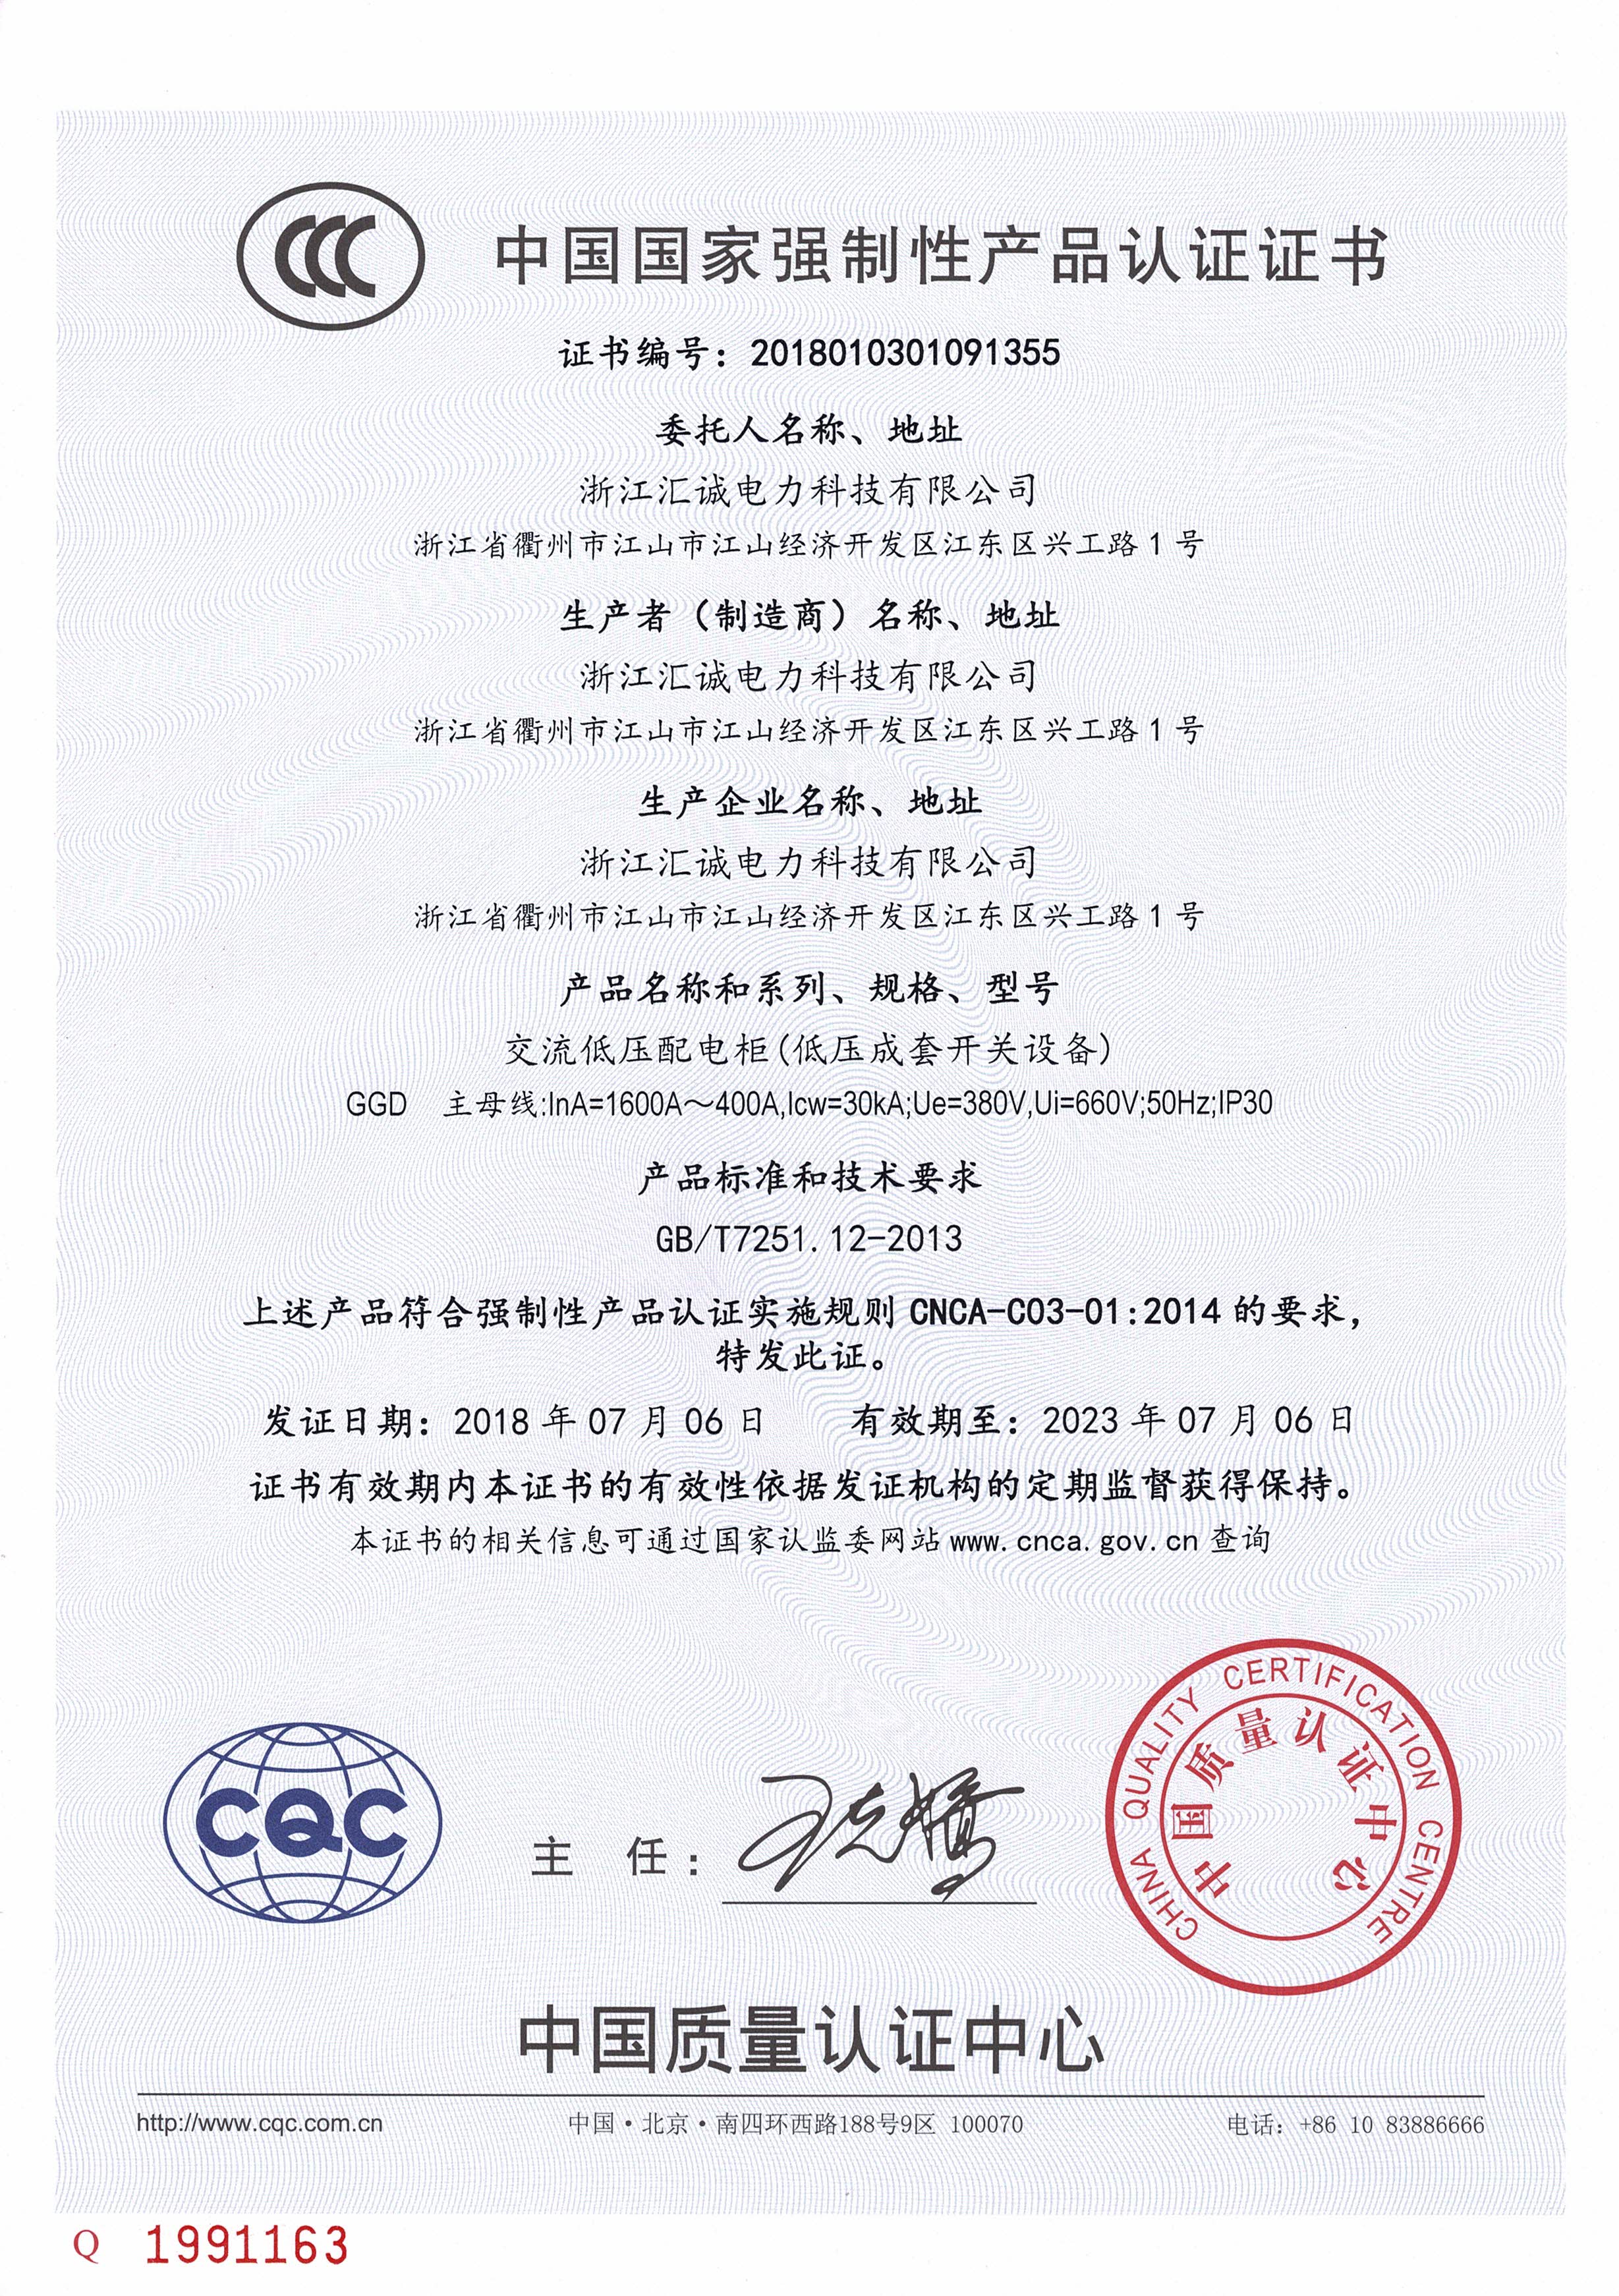 CCC
中国国家强制性产品认证证书
证书编号：2018010301091355
委托人名称、地址
浙江汇诚电力科技有限公司
浙江省衢州市江山市江山经济开发区江东区兴工路 1 号
生产者（制造商）名称、地址
浙江汇诚电力科技有限公司
浙江省衢州市江山市江山经济开发区江东区兴工路 1 号
生产企业名称、地址
浙江汇诚电力科技有限公司
浙江省衢州市江山市江山经济开发区江东区兴工路 1 号
产品名称和系列、规格、型号
交流低压配电柜(低压成套开关设备)
GGD 主母线:InA=1600A～400A,Icw=30kA;Ue=380V,Ui=660V;50Hz;IP30
产品标准和技术要求
GB/T7251.12-2013
上述产品符合强制性产品认证实施规则 CNCA-C03-01:2014 的要求，
特发此证。
发证日期：2018 年 07 月 06 日 有效期至：2023 年 07 月 06 日
证书有效期内本证书的有效性依据发证机构的定期监督获得保持。
本证书的相关信息可通过国家认监委网站 www.cnca.gov.cn 查询
CQC
主 任：
CHINA QUALITY CERTIFICATION CENTRE
中国质量认证中心
中国质量认证中心
http://www.cqc.com.cn 中国·北京·南四环西路188号9区 100070 电话：+86 10 83886666
Q 1991163